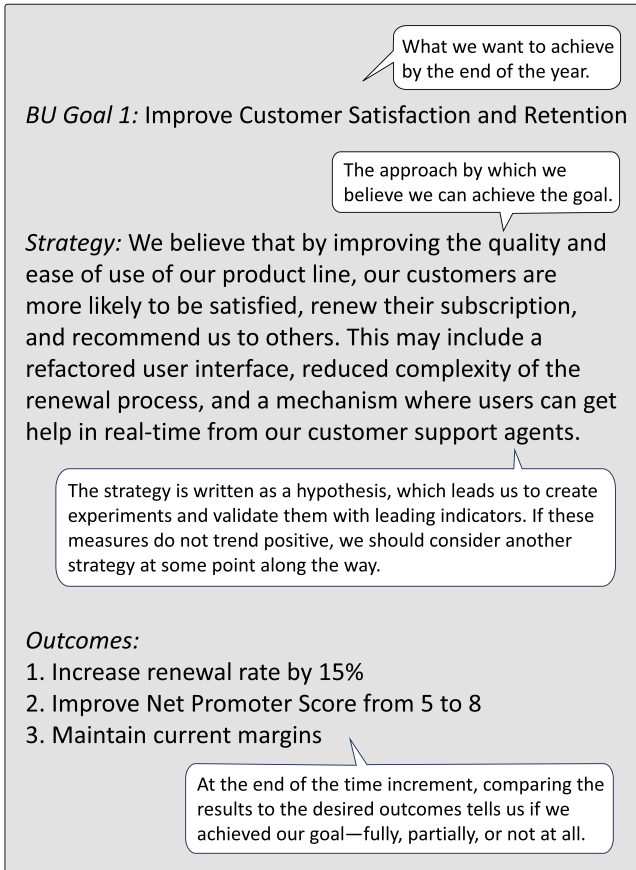 What we want to achieve
by the end of the year.
BU Goal 1: Improve Customer Satisfaction and Retention
The approach by which we
believe we can achieve the goal.
Strategy: We believe that by improving the quality and
ease of use of our product line, our customers are
more likely to be satisfied, renew their subscription,
and recommend us to others. This may include a
refactored user interface, reduced complexity of the
renewal process, and a mechanism where users can get
help in real-time from our customer support agents.
The strategy is written as a hypothesis, which leads us to create
experiments and validate them with leading indicators. If these
measures do not trend positive, we should consider another
strategy at some point along the way.
Outcomes:
1. Increase renewal rate by 15%
2. Improve Net Promoter Score from 5 to 8
3. Maintain current margins
At the end of the time increment, comparing the
results to the desired outcomes tells us if we
achieved our goal—fully, partially, or not at all.